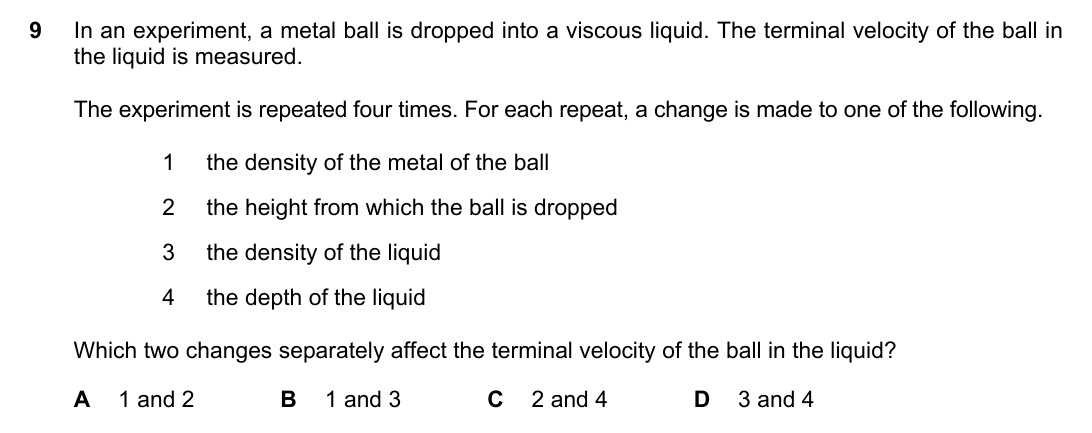 9 In an experiment, a metal ball is dropped into a viscous liquid. The terminal velocity of the ball in
the liquid is measured.
The experiment is repeated four times. For each repeat, a change is made to one of the following.
1 the density of the metal of the ball
2 the height from which the ball is dropped
3 the density of the liquid
4 the depth of the liquid
Which two changes separately affect the terminal velocity of the ball in the liquid?
A 1 and 2 B 1 and 3 C 2 and 4 D 3 and 4